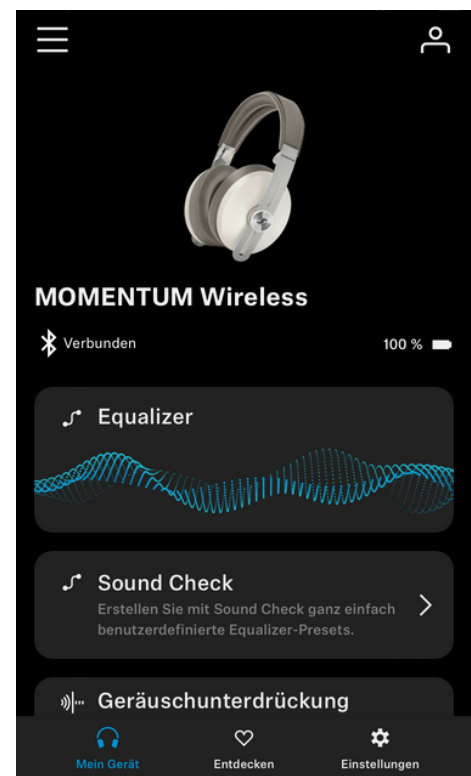 MOMENTUM Wireless
Verbunden 100 %
Equalizer
Sound Check
Erstellen Sie mit Sound Check ganz einfach
benutzerdefinierte Equalizer-Presets.
Geräuschunterdrückung
Mein Gerät Entdecken Einstellungen